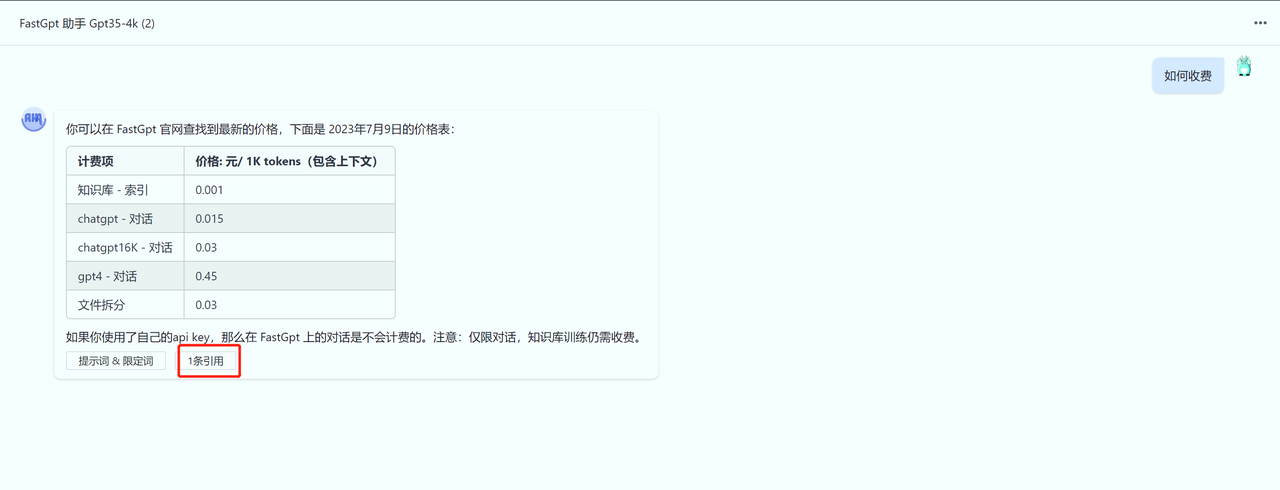 FastGpt 助手 Gpt35-4k (2)
如何收费
你可以在 FastGpt 官网查找到最新的价格，下面是 2023年7月9日的价格表：
计费项 价格: 元/ 1K tokens（包含上下文）
知识库 - 索引 0.001
chatgpt - 对话 0.015
chatgpt16K - 对话 0.03
gpt4 - 对话 0.45
文件拆分 0.03
如果你使用了自己的api key，那么在 FastGpt 上的对话是不会计费的。注意：仅限对话，知识库训练仍需收费。
提示词 & 限定词 1条引用